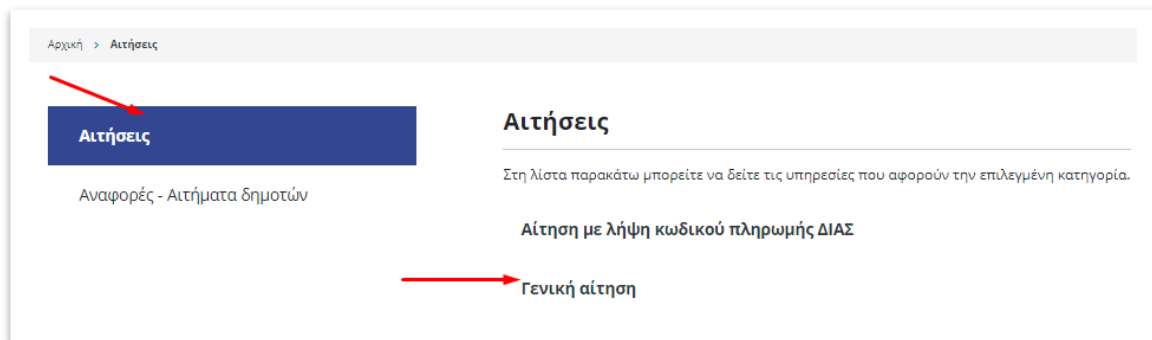 Αρχική > Αιτήσεις
Αιτήσεις
Αναφορές - Αιτήματα δημοτών
Αιτήσεις
Στη λίστα παρακάτω μπορείτε να δείτε τις υπηρεσίες που αφορούν την επιλεγμένη κατηγορία.
Αίτηση με λήψη κωδικού πληρωμής ΔΙΑΣ
Γενική αίτηση